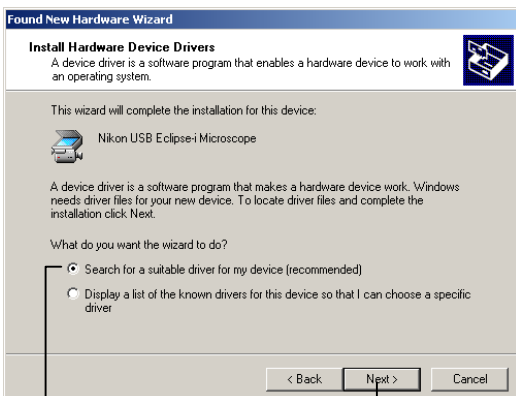 Found New Hardware Wizard
Install Hardware Device Drivers
A device driver is a software program that enables a hardware device to work with
an operating system.
This wizard will complete the installation for this device:
Nikon USB Eclipse-i Microscope
A device driver is a software program that makes a hardware device work. Windows
needs driver files for your new device. To locate driver files and complete the
installation click Next.
What do you want the wizard to do?
Search for a suitable driver for my device (recommended)
Display a list of the known drivers for this device so that I can choose a specific
driver
< Back Next > Cancel